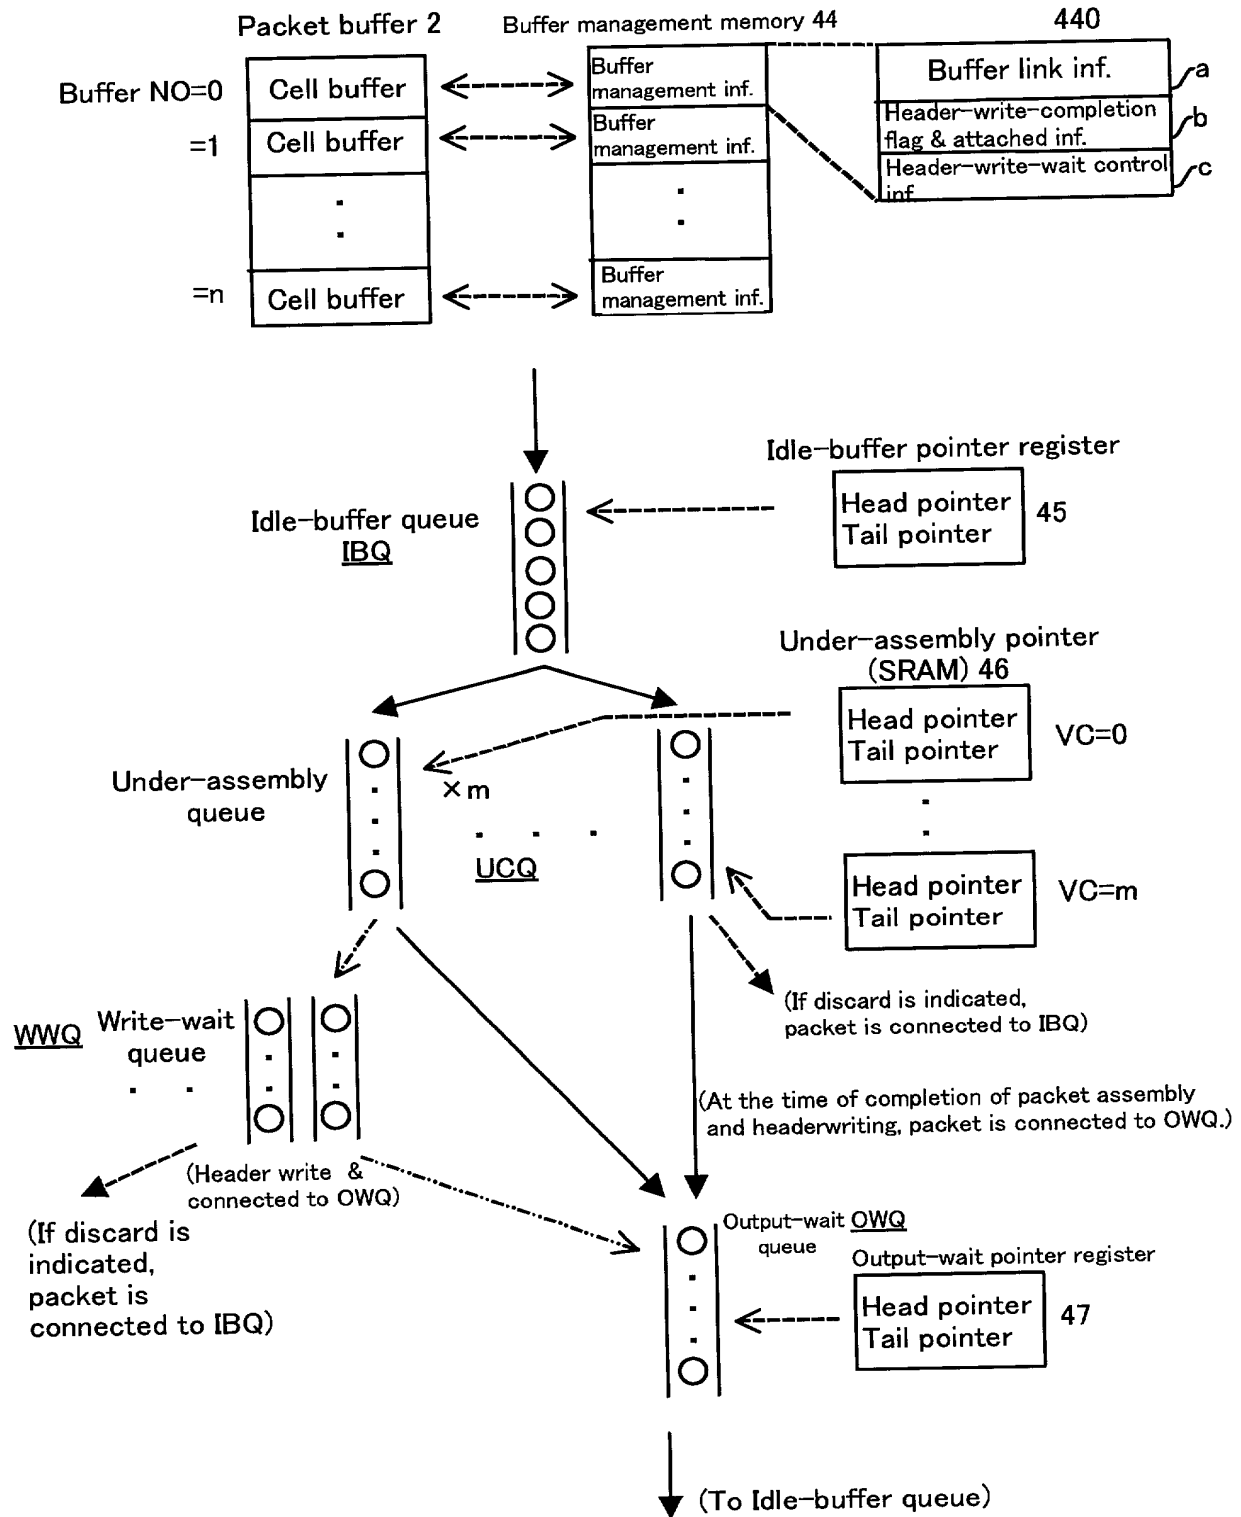 Packet buffer 2
Buffer management memory 44
440
Buffer NO=0
Cell buffer
Buffer
management inf.
Buffer link inf.
a
=1
Cell buffer
Buffer
management inf.
Header-write-completion
flag & attached inf.
b
Header-write-wait control
inf
c
=n
Cell buffer
Buffer
management inf.
Idle-buffer pointer register
Idle-buffer queue
IBQ
Head pointer
Tail pointer
45
Under-assembly pointer
(SRAM) 46
Head pointer
Tail pointer
VC=0
Under-assembly
queue
×m
UCQ
Head pointer
Tail pointer
VC=m
(If discard is indicated,
packet is connected to IBQ)
WWQ
Write-wait
queue
(At the time of completion of packet assembly
and headerwriting, packet is connected to OWQ.)
(Header write &
connected to OWQ)
(If discard is
indicated,
packet is
connected to IBQ)
Output-wait OWQ
queue
Output-wait pointer register
Head pointer
Tail pointer
47
(To Idle-buffer queue)